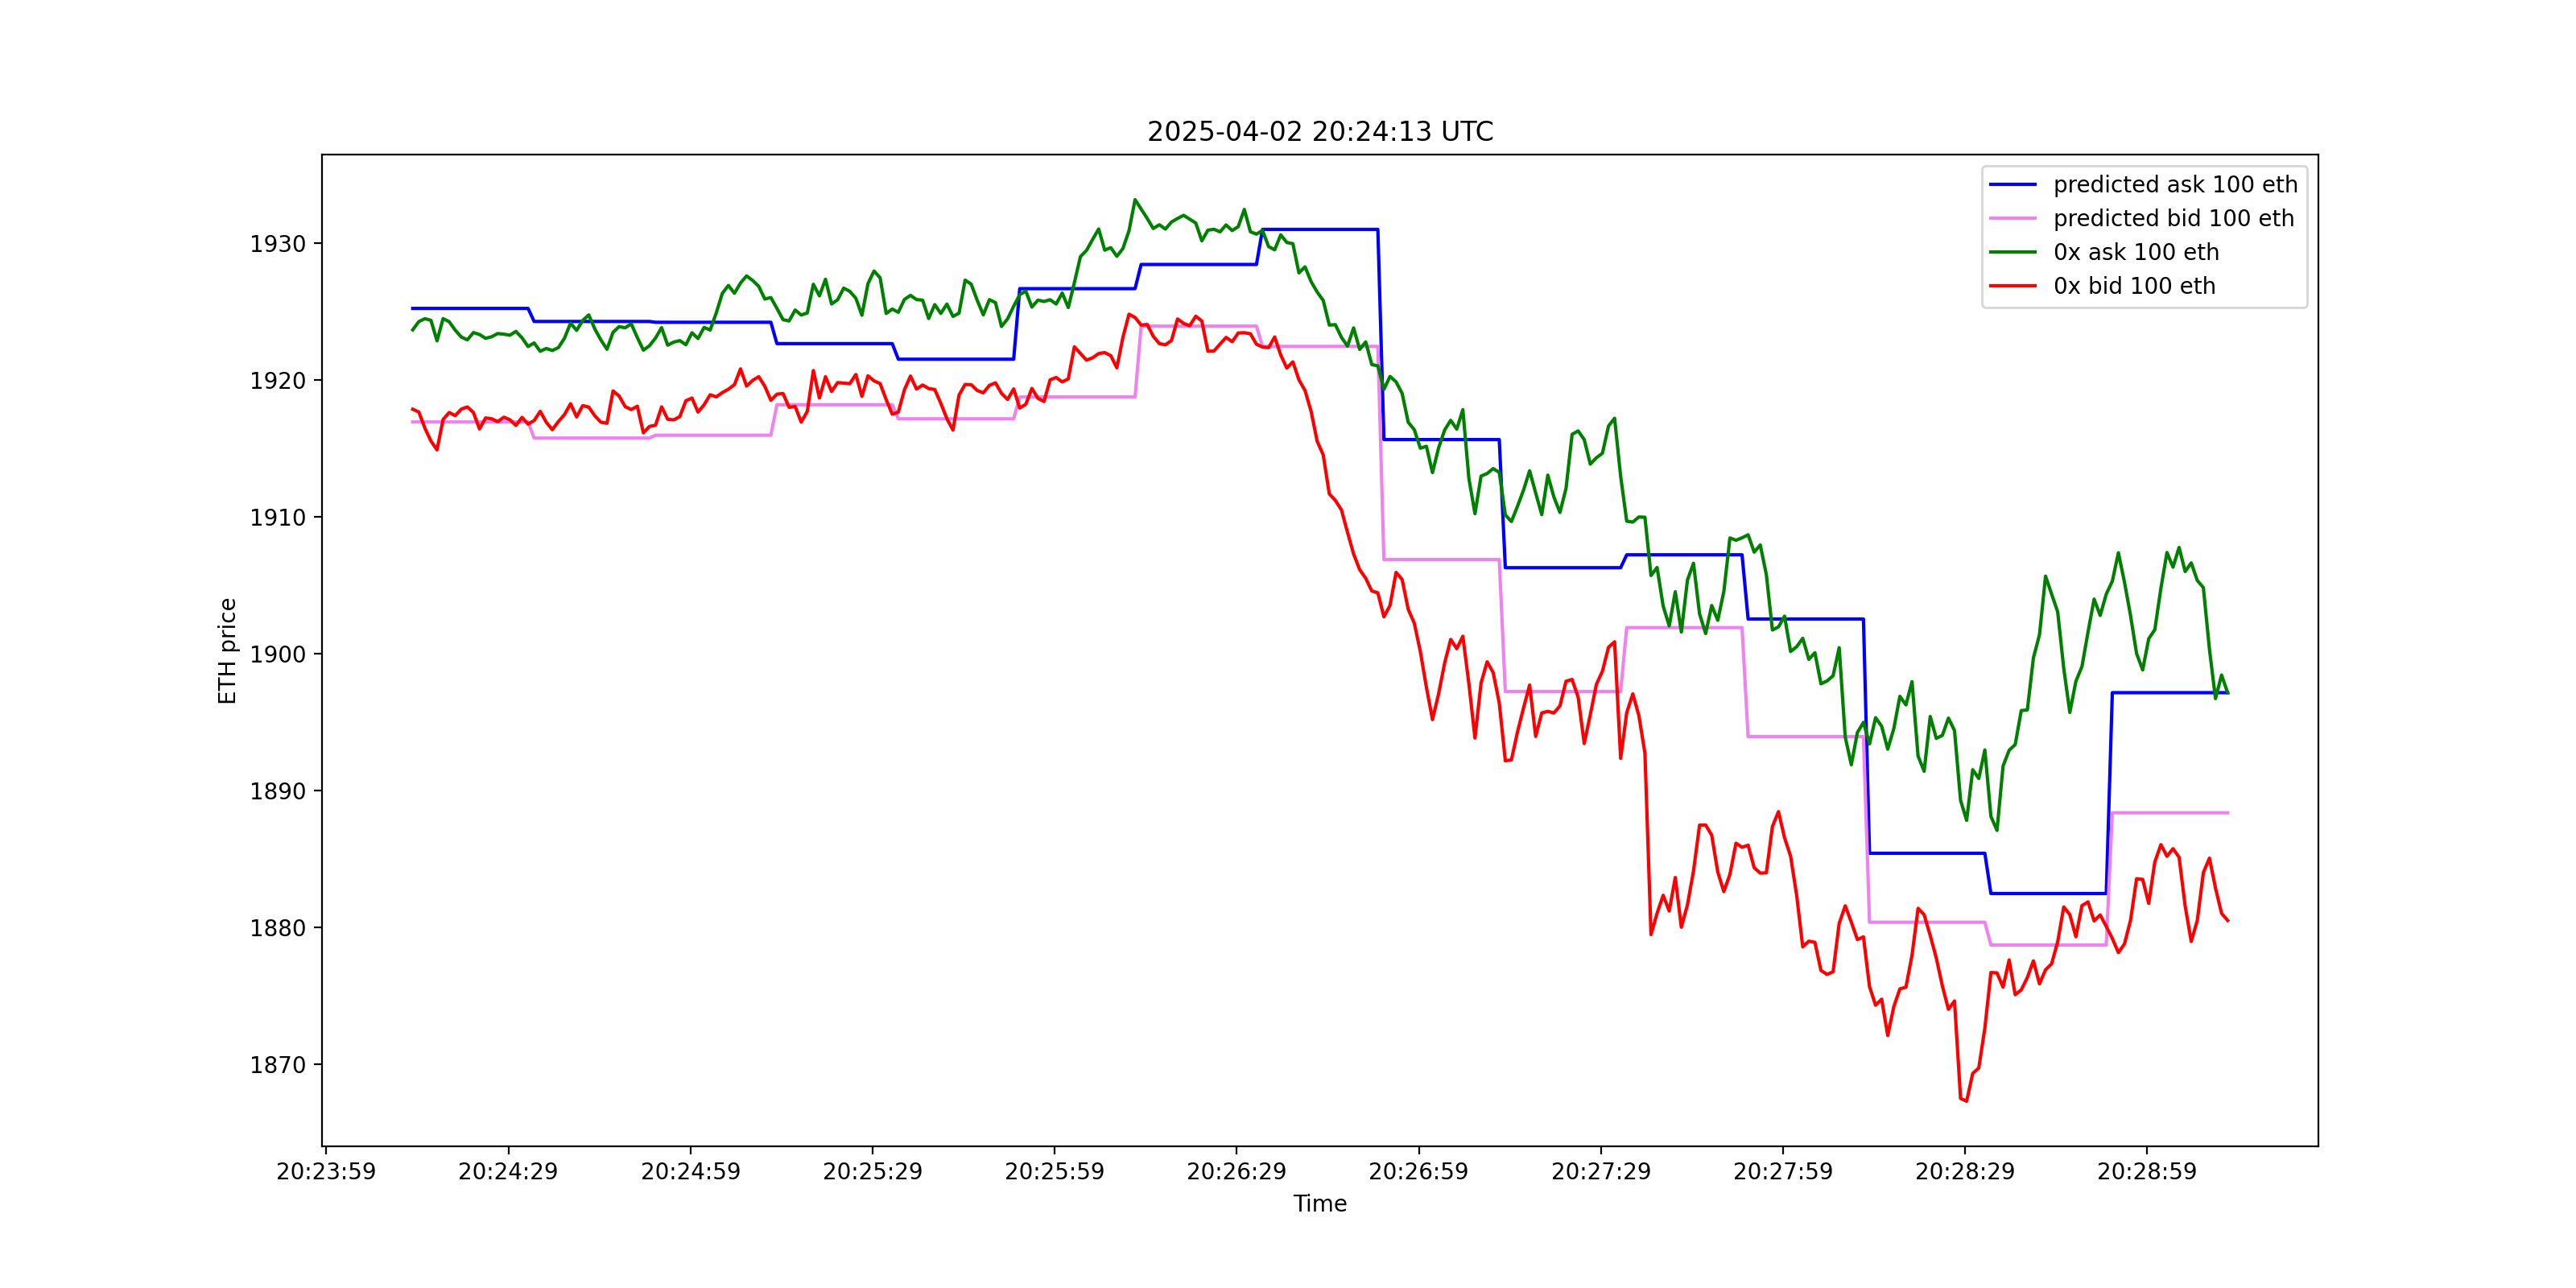 2025-04-02 20:24:13 UTC
predicted ask 100 eth
predicted bid 100 eth
0x ask 100 eth
0x bid 100 eth
1930
1920
1910
1900
1890
1880
1870
ETH price
20:23:59 20:24:29 20:24:59 20:25:29 20:25:59 20:26:29 20:26:59 20:27:29 20:27:59 20:28:29 20:28:59
Time